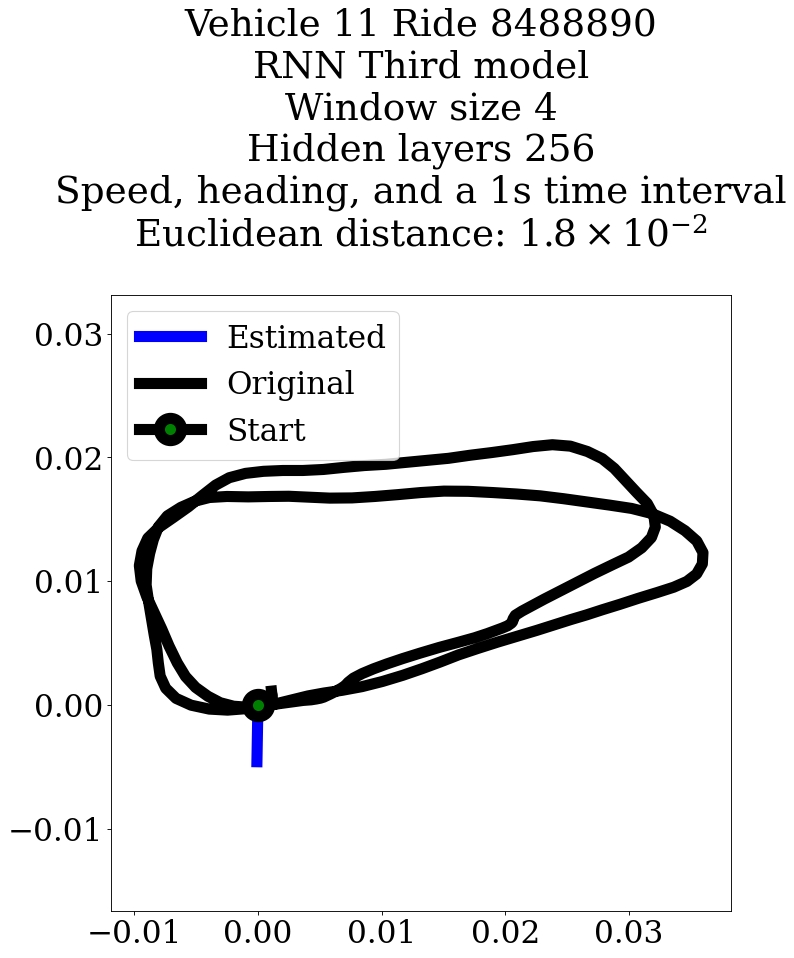 Vehicle 11 Ride 8488890
RNN Third model
Window size 4
Hidden layers 256
Speed, heading, and a 1s time interval
Euclidean distance: 1.8 × 10⁻²
Estimated
Original
Start
0.03
0.02
0.01
0.00
−0.01
−0.01 0.00 0.01 0.02 0.03